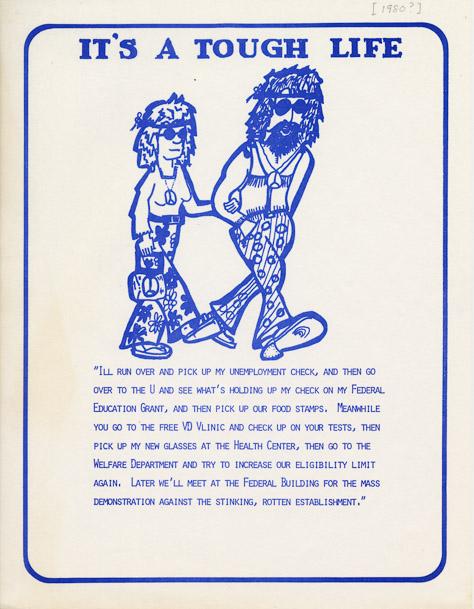 [1980?]
IT'S A TOUGH LIFE
"ILL RUN OVER AND PICK UP MY UNEMPLOYMENT CHECK, AND THEN GO
OVER TO THE U AND SEE WHAT'S HOLDING UP MY CHECK ON MY FEDERAL
EDUCATION GRANT, AND THEN PICK UP OUR FOOD STAMPS. MEANWHILE
YOU GO TO THE FREE VD VLINIC AND CHECK UP ON YOUR TESTS, THEN
PICK UP MY NEW GLASSES AT THE HEALTH CENTER, THEN GO TO THE
WELFARE DEPARTMENT AND TRY TO INCREASE OUR ELIGIBILITY LIMIT
AGAIN. LATER WE'LL MEET AT THE FEDERAL BUILDING FOR THE MASS
DEMONSTRATION AGAINST THE STINKING, ROTTEN ESTABLISHMENT."